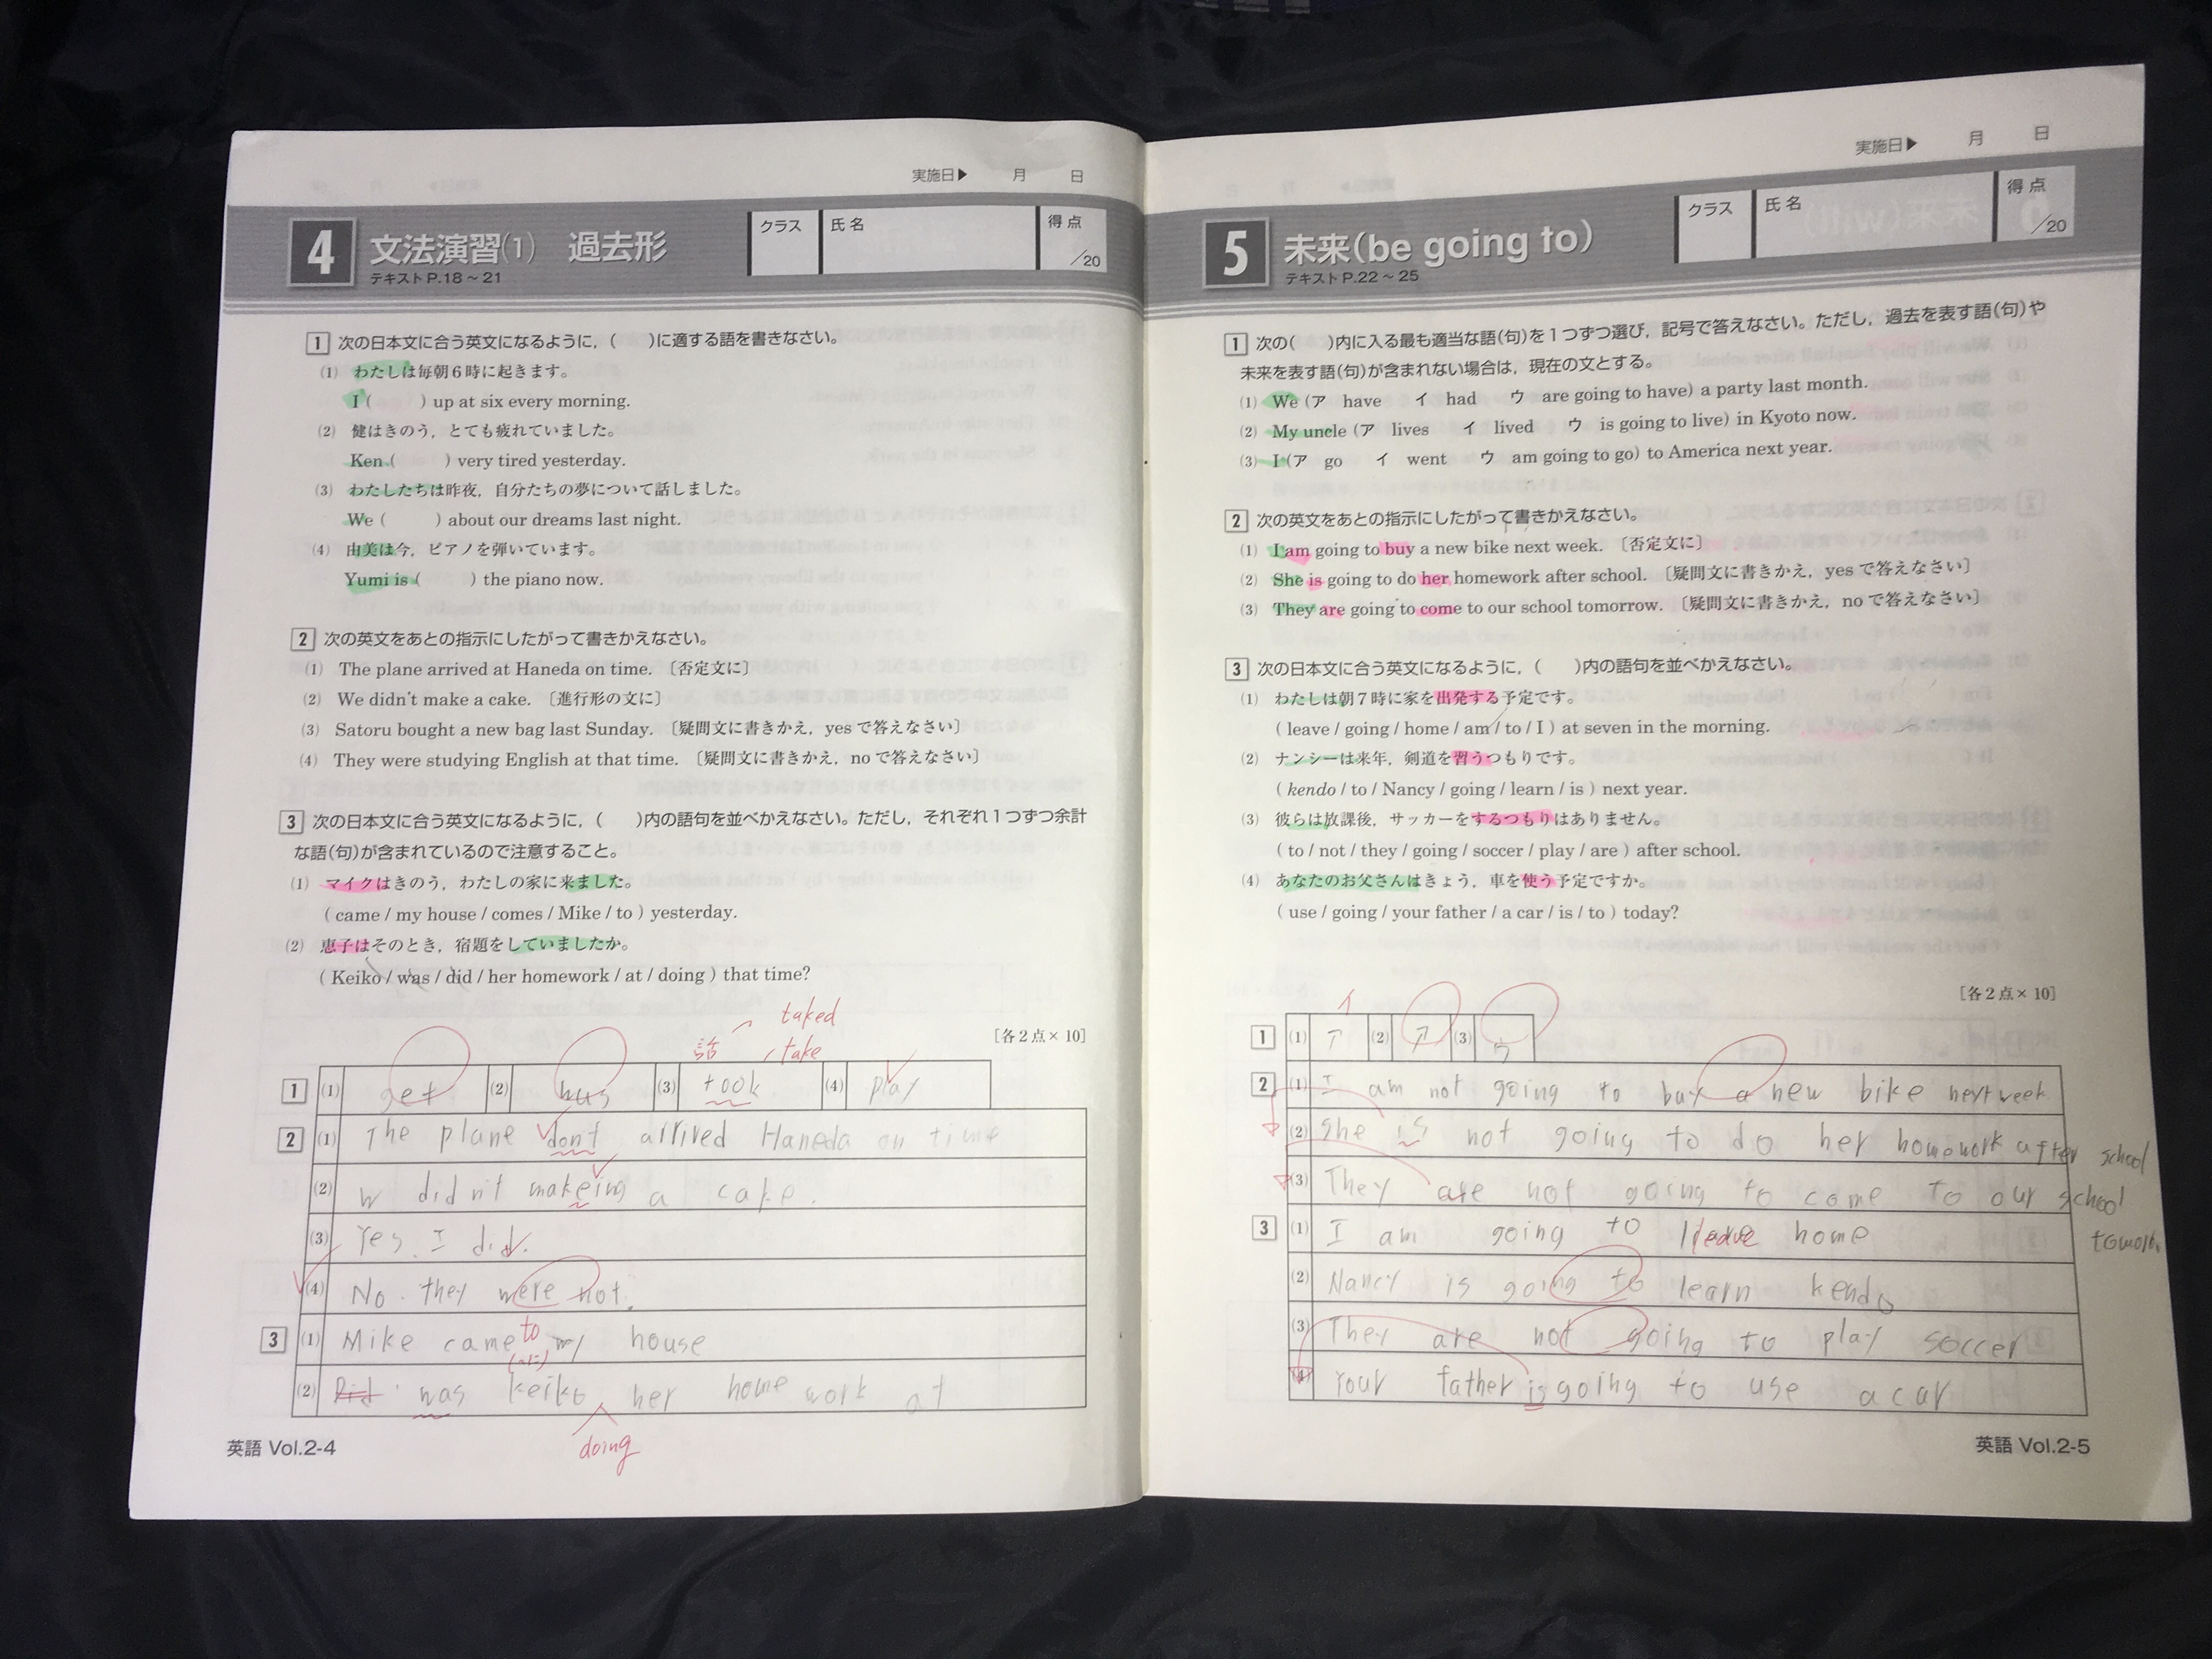 実施日▶ 月 日
4 文法演習(1) 過去形
テキストP.18～21
クラス 氏名 得点 /20
1 次の日本文に合う英文になるように，( )に適する語を書きなさい。
(1) わたしは毎朝6時に起きます。
I ( ) up at six every morning.
(2) 健はきのう，とても疲れていました。
Ken ( ) very tired yesterday.
(3) わたしたちは昨夜，自分たちの夢について話しました。
We ( ) about our dreams last night.
(4) 由美は今，ピアノを弾いています。
Yumi is ( ) the piano now.
2 次の英文をあとの指示にしたがって書きかえなさい。
(1) The plane arrived at Haneda on time. 〔否定文に〕
(2) We didn't make a cake. 〔進行形の文に〕
(3) Satoru bought a new bag last Sunday. 〔疑問文に書きかえ，yesで答えなさい〕
(4) They were studying English at that time. 〔疑問文に書きかえ，noで答えなさい〕
3 次の日本文に合う英文になるように，( )内の語句を並べかえなさい。ただし，それぞれ1つずつ余計
な語(句)が含まれているので注意すること。
(1) マイクはきのう，わたしの家に来ました。
( came / my house / comes / Mike / to ) yesterday.
(2) 恵子はそのとき，宿題をしていましたか。
( Keiko / was / did / her homework / at / doing ) that time?
taked
話 take
[各2点×10]
1 (1) get (2) was (3) took (4) play
2 (1) The plane don't arrived Haneda on time
(2) w didn't makeing a cake.
(3) Yes. I did.
(4) No. they were not.
3 (1) Mike came to my house
(2) Did was keiko her home work at
doing
英語 Vol.2-4
実施日▶ 月 日
5 未来(be going to)
テキストP.22～25
クラス 氏名 得点 /20
1 次の( )内に入る最も適当な語(句)を1つずつ選び，記号で答えなさい。ただし，過去を表す語(句)や
未来を表す語(句)が含まれない場合は，現在の文とする。
(1) We (ア have イ had ウ are going to have) a party last month.
(2) My uncle (ア lives イ lived ウ is going to live) in Kyoto now.
(3) I (ア go イ went ウ am going to go) to America next year.
2 次の英文をあとの指示にしたがって書きかえなさい。
(1) I am going to buy a new bike next week. 〔否定文に〕
(2) She is going to do her homework after school. 〔疑問文に書きかえ，yesで答えなさい〕
(3) They are going to come to our school tomorrow. 〔疑問文に書きかえ，noで答えなさい〕
3 次の日本文に合う英文になるように，( )内の語句を並べかえなさい。
(1) わたしは朝7時に家を出発する予定です。
( leave / going / home / am / to / I ) at seven in the morning.
(2) ナンシーは来年，剣道を習うつもりです。
( kendo / to / Nancy / going / learn / is ) next year.
(3) 彼らは放課後，サッカーをするつもりはありません。
( to / not / they / going / soccer / play / are ) after school.
(4) あなたのお父さんはきょう，車を使う予定ですか。
( use / going / your father / a car / is / to ) today?
[各2点×10]
イ
1 (1) ア (2) ア (3) ウ
2 (1) I am not going to buy a new bike next week
(2) She is not going to do her homework after school
(3) They are not going to come to our school
3 (1) I am going to leave home
(2) Nancy is going to learn kendo
(3) They are not going to play soccer
(4) Your father is going to use a car
英語 Vol.2-5